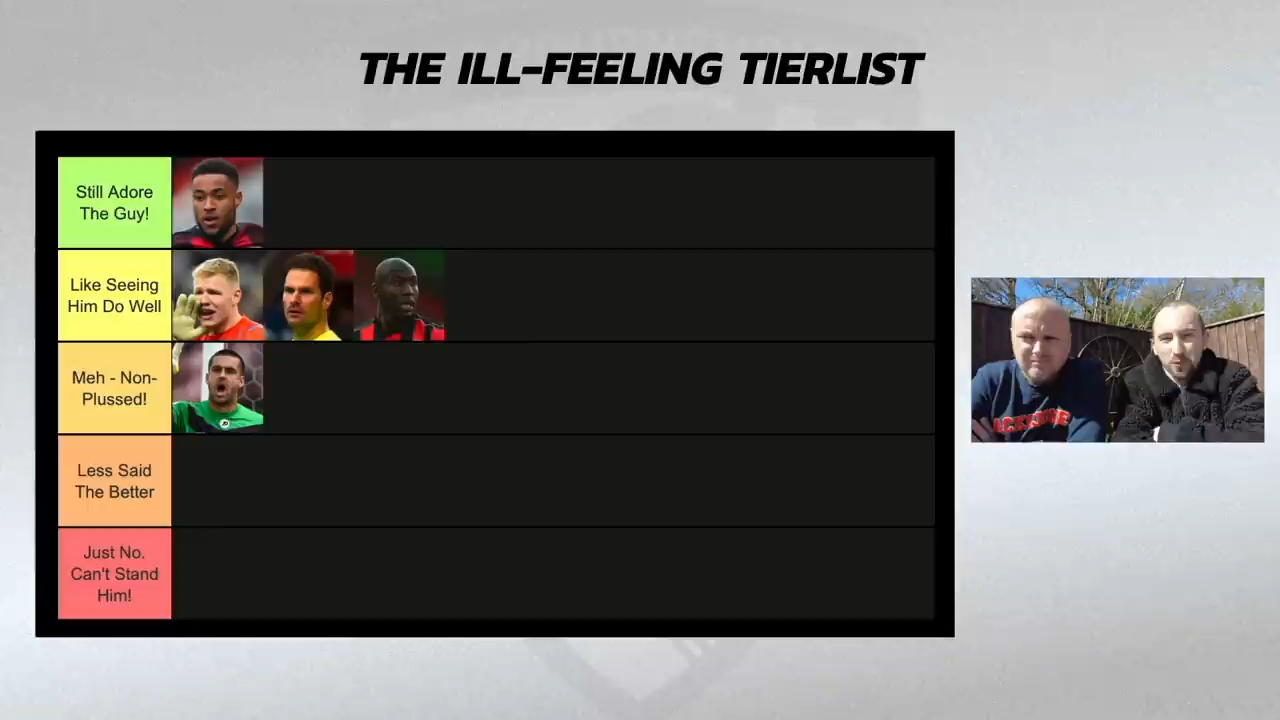 THE ILL-FEELING TIERLIST
Still Adore
The Guy!
Like Seeing
Him Do Well
Meh - Non-
Plussed!
Less Said
The Better
Just No.
Can't Stand
Him!